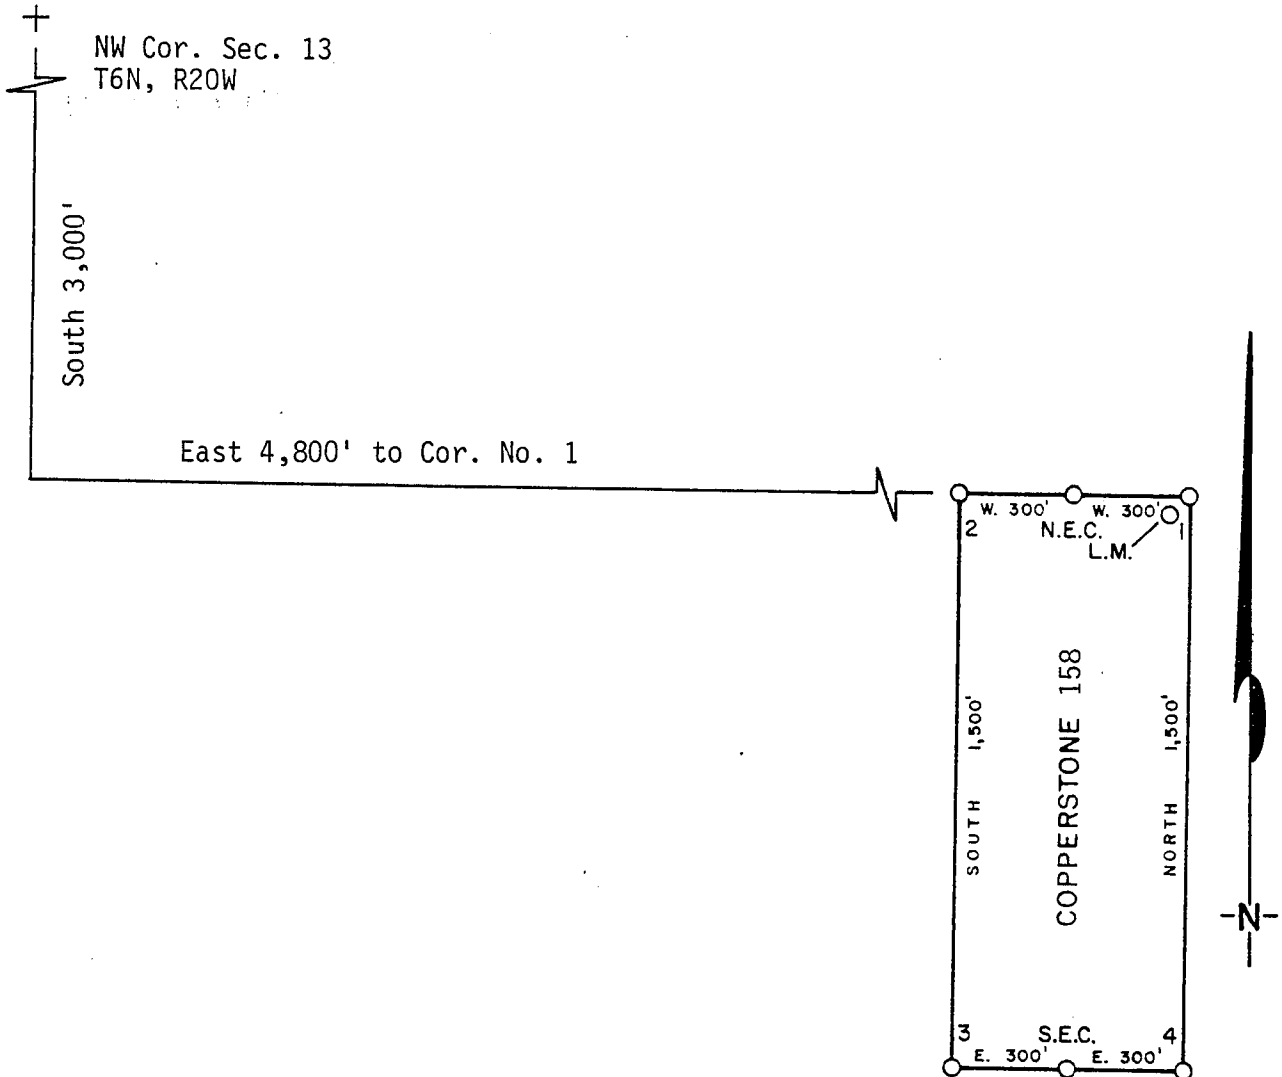 NW Cor. Sec. 13
T6N, R20W
South 3,000'
East 4,800' to Cor. No. 1
W. 300' W. 300'
2 N.E.C. 1
L.M.
COPPERSTONE 158
SOUTH 1,500'
NORTH 1,500'
-N-
3 S.E.C. 4
E. 300' E. 300'